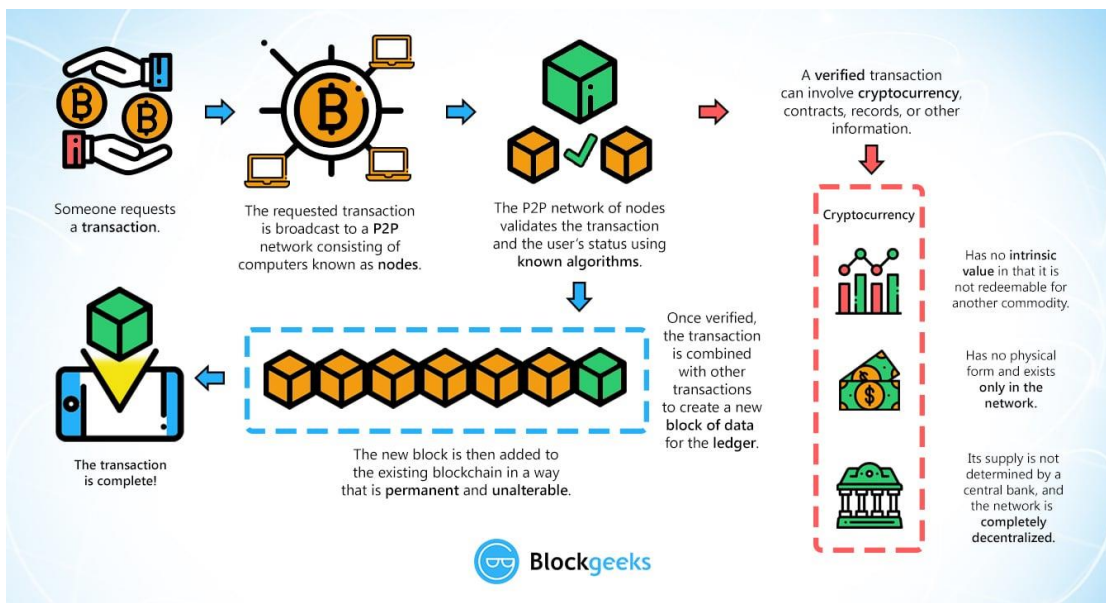 Someone requests
a transaction.
The requested transaction
is broadcast to a P2P
network consisting of
computers known as nodes.
The P2P network of nodes
validates the transaction
and the user's status using
known algorithms.
A verified transaction
can involve cryptocurrency,
contracts, records, or other
information.
Cryptocurrency
Has no intrinsic
value in that it is
not redeemable for
another commodity.
Has no physical
form and exists
only in the
network.
Its supply is not
determined by a
central bank, and
the network is
completely
decentralized.
Once verified,
the transaction
is combined
with other
transactions
to create a new
block of data
for the ledger.
The new block is then added to
the existing blockchain in a way
that is permanent and unalterable.
The transaction
is complete!
Blockgeeks